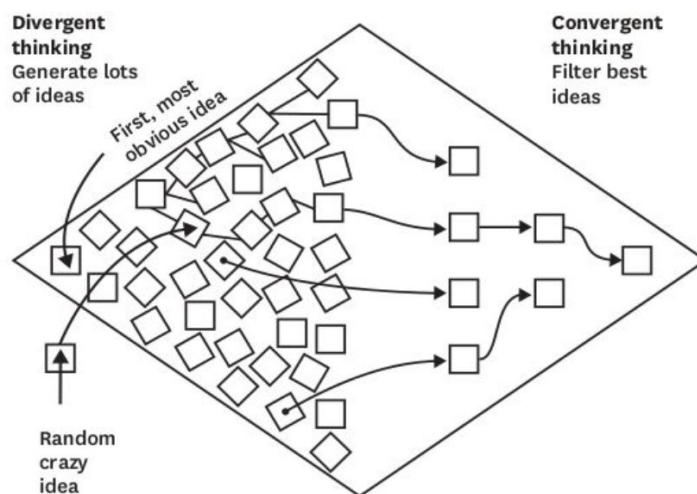 Divergent
thinking
Generate lots
of ideas
First, most
obvious idea
Convergent
thinking
Filter best
ideas
Random
crazy
idea